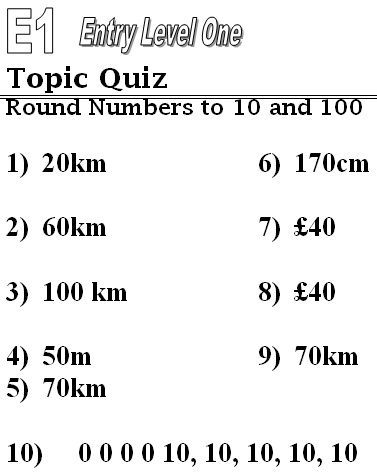 E1 Entry Level One
Topic Quiz
Round Numbers to 10 and 100
1) 20km 6) 170cm
2) 60km 7) £40
3) 100 km 8) £40
4) 50m 9) 70km
5) 70km
10) 0 0 0 0 10, 10, 10, 10, 10